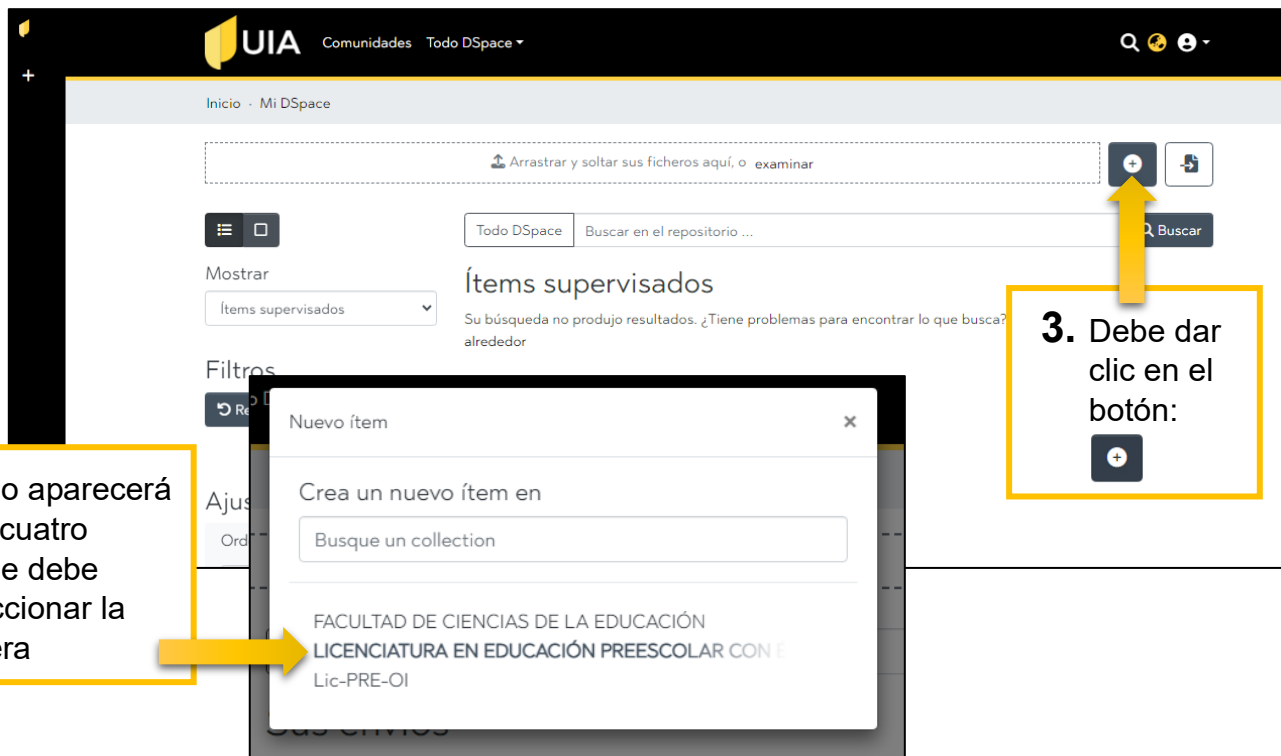 UIA Comunidades Todo DSpace
Inicio · Mi DSpace
Arrastrar y soltar sus ficheros aquí, o examinar
Todo DSpace Buscar en el repositorio ... Buscar
Mostrar
Ítems supervisados
Ítems supervisados
Su búsqueda no produjo resultados. ¿Tiene problemas para encontrar lo que busca?
alrededor
3. Debe dar
clic en el
botón:
Filtros
Nuevo ítem ×
Crea un nuevo ítem en
Busque un collection
FACULTAD DE CIENCIAS DE LA EDUCACIÓN
LICENCIATURA EN EDUCACIÓN PREESCOLAR CON
Lic-PRE-OI
o aparecerá
cuatro
e debe
ccionar la
era
Sus envíos